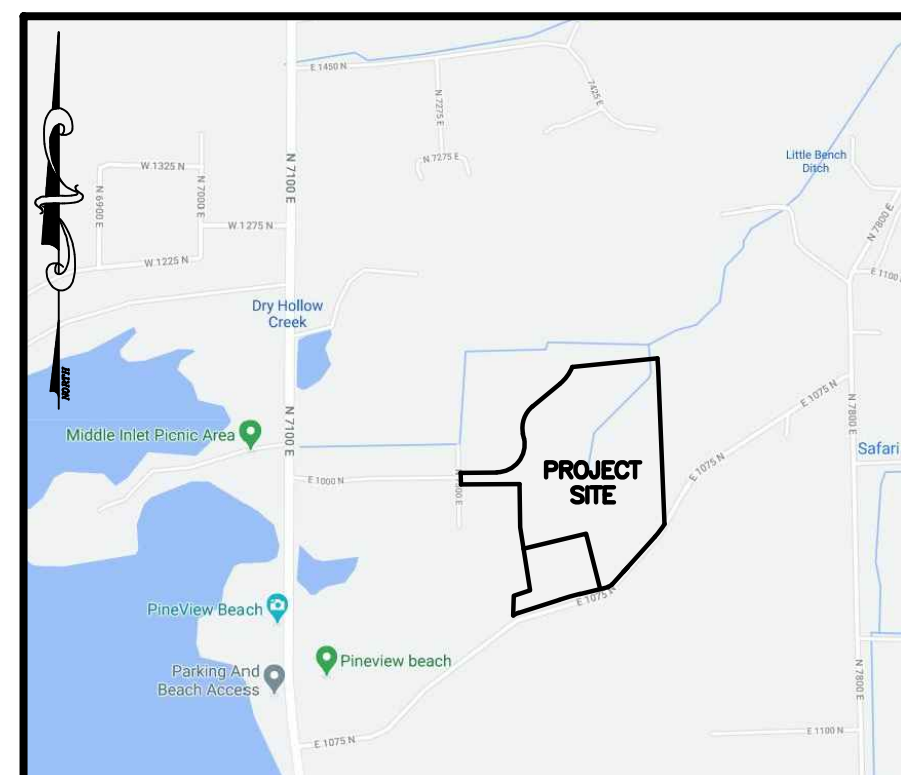 E 1450 N
N 7275 E
7425 E
N 7275 E
Little Bench
Ditch
N 7100 E
W 1325 N
N 6900 E
N 7000 E
W 1275 N
W 1225 N
N 7800 E
E 1100
Dry Hollow
Creek
NORTH
E 1075 N
N 7800 E
N 7100 E
Middle Inlet Picnic Area
Safari
E 1075 N
PROJECT
SITE
E 1000 N
E 1075 N
PineView Beach
Pineview beach
Parking And
Beach Access
N 7800 E
E 1075 N
E 1100 N